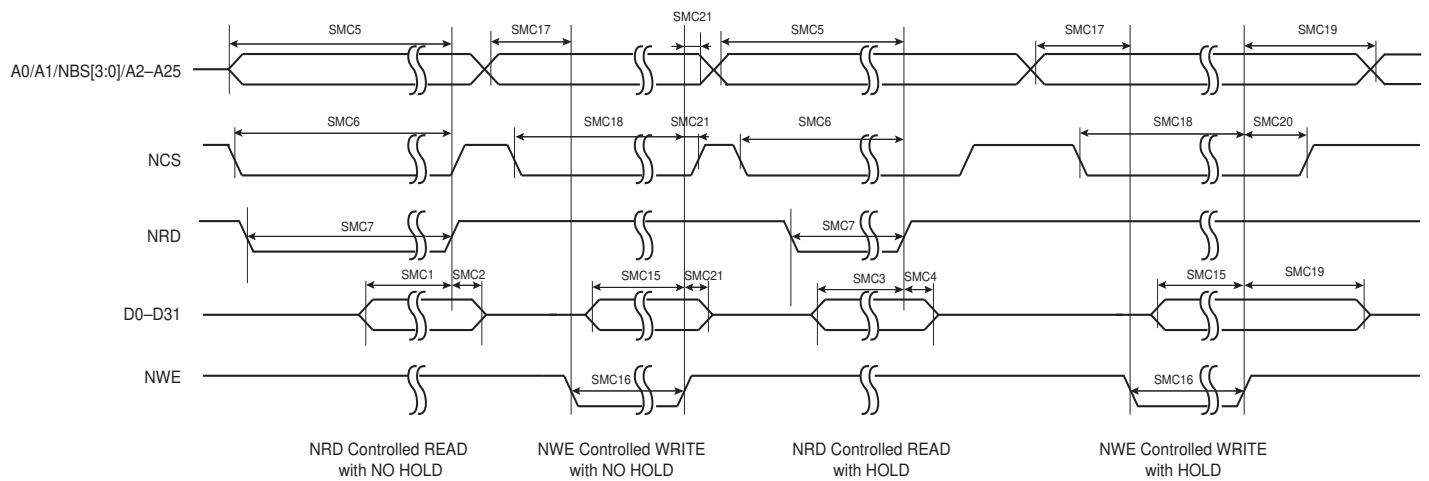 SMC21
SMC5 SMC17 SMC5 SMC17 SMC19
A0/A1/NBS[3:0]/A2–A25
SMC6 SMC18 SMC21 SMC6 SMC18 SMC20
NCS
SMC7 SMC7
NRD
SMC1 SMC2 SMC15 SMC21 SMC3 SMC4 SMC15 SMC19
D0–D31
NWE
SMC16 SMC16
NRD Controlled READ
with NO HOLD
NWE Controlled WRITE
with NO HOLD
NRD Controlled READ
with HOLD
NWE Controlled WRITE
with HOLD